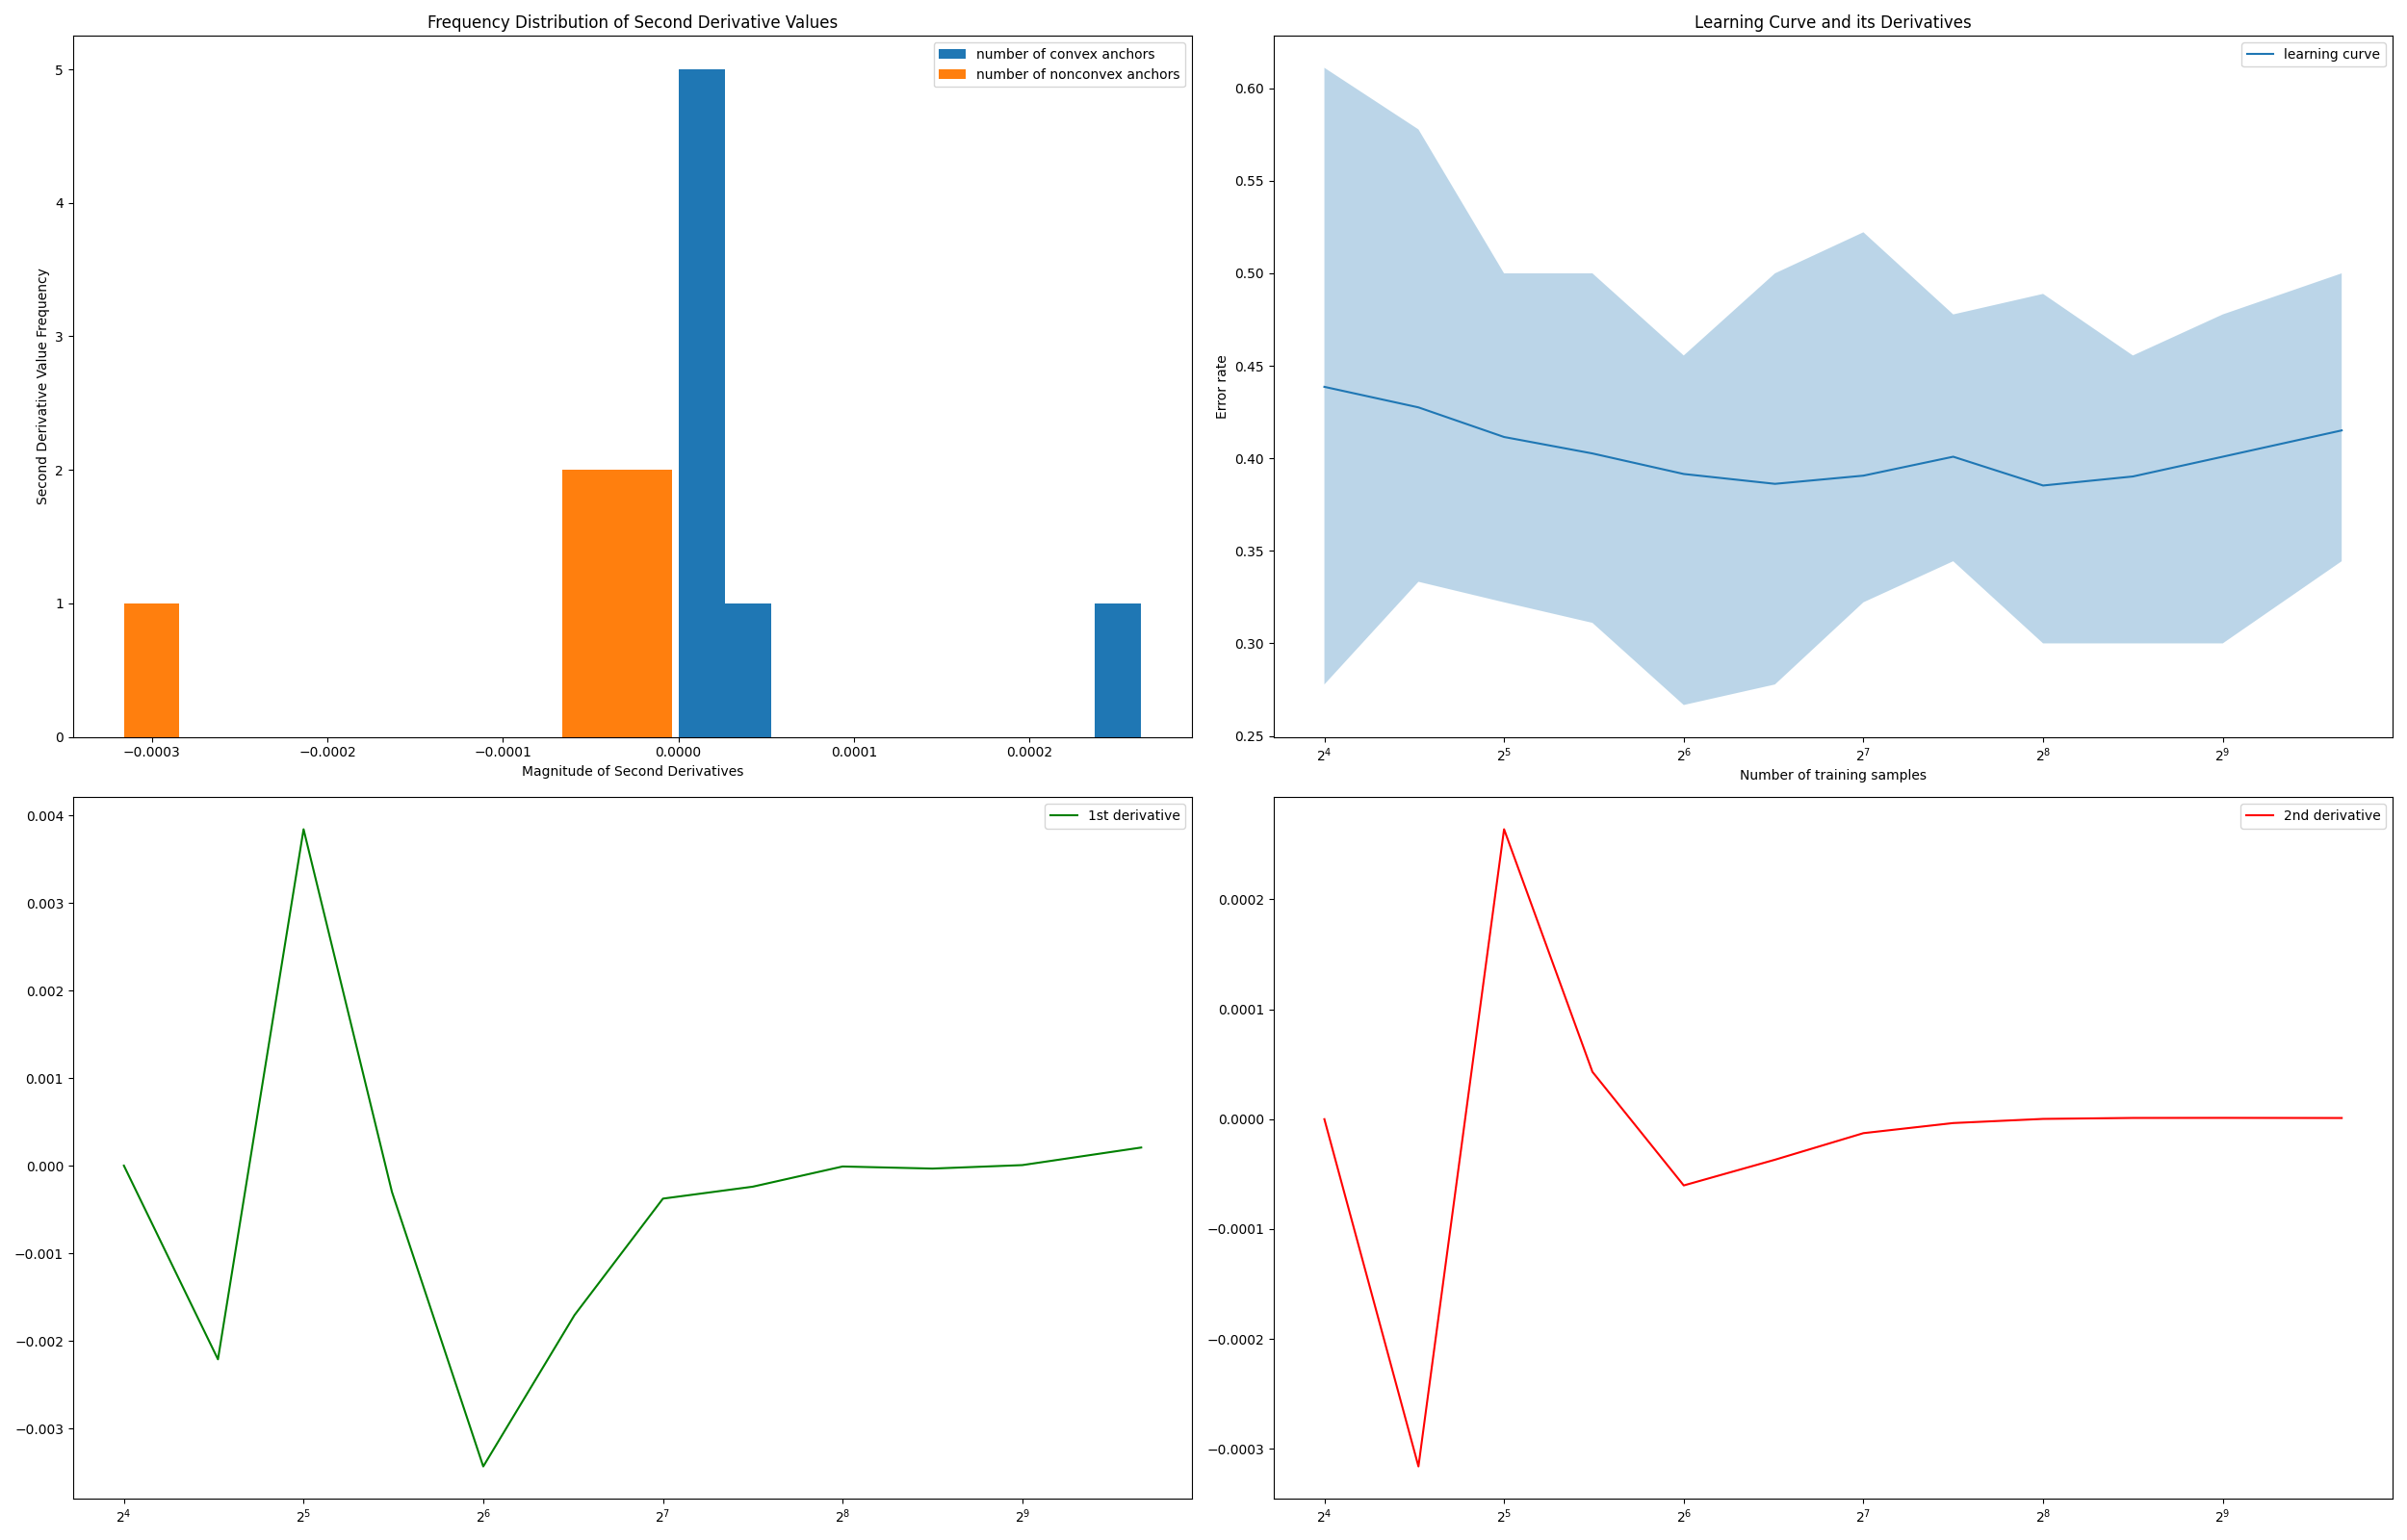 Frequency Distribution of Second Derivative Values
number of convex anchors
number of nonconvex anchors
Second Derivative Value Frequency
5
4
3
2
1
0
−0.0003 −0.0002 −0.0001 0.0000 0.0001 0.0002
Magnitude of Second Derivatives
Learning Curve and its Derivatives
learning curve
Error rate
0.60
0.55
0.50
0.45
0.40
0.35
0.30
0.25
2⁴ 2⁵ 2⁶ 2⁷ 2⁸ 2⁹
Number of training samples
1st derivative
0.004
0.003
0.002
0.001
0.000
−0.001
−0.002
−0.003
2⁴ 2⁵ 2⁶ 2⁷ 2⁸ 2⁹
2nd derivative
0.0002
0.0001
0.0000
−0.0001
−0.0002
−0.0003
2⁴ 2⁵ 2⁶ 2⁷ 2⁸ 2⁹